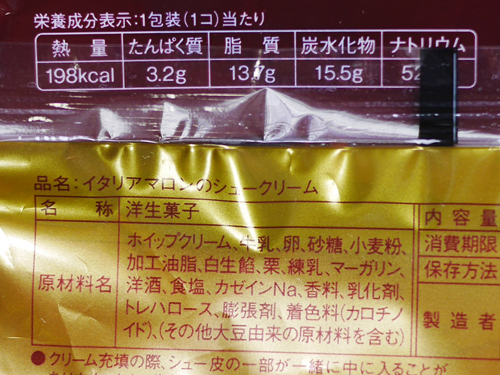 栄養成分表示:1包装(1コ)当たり
熱量 たんぱく質 脂質 炭水化物 ナトリウム
198kcal 3.2g 13.7g 15.5g
品名:イタリアマロンのシュークリーム
名称 洋生菓子 内容量
原材料名 ホイップクリーム、牛乳、卵、砂糖、小麦粉、 消費期限
加工油脂、白生餡、栗、練乳、マーガリン、 保存方法
洋酒、食塩、カゼインNa、香料、乳化剤、
トレハロース、膨張剤、着色料(カロチノ 製造者
イド)、(その他大豆由来の原材料を含む)
●クリーム充填の際、シュー皮の一部が一緒に中に入ることが